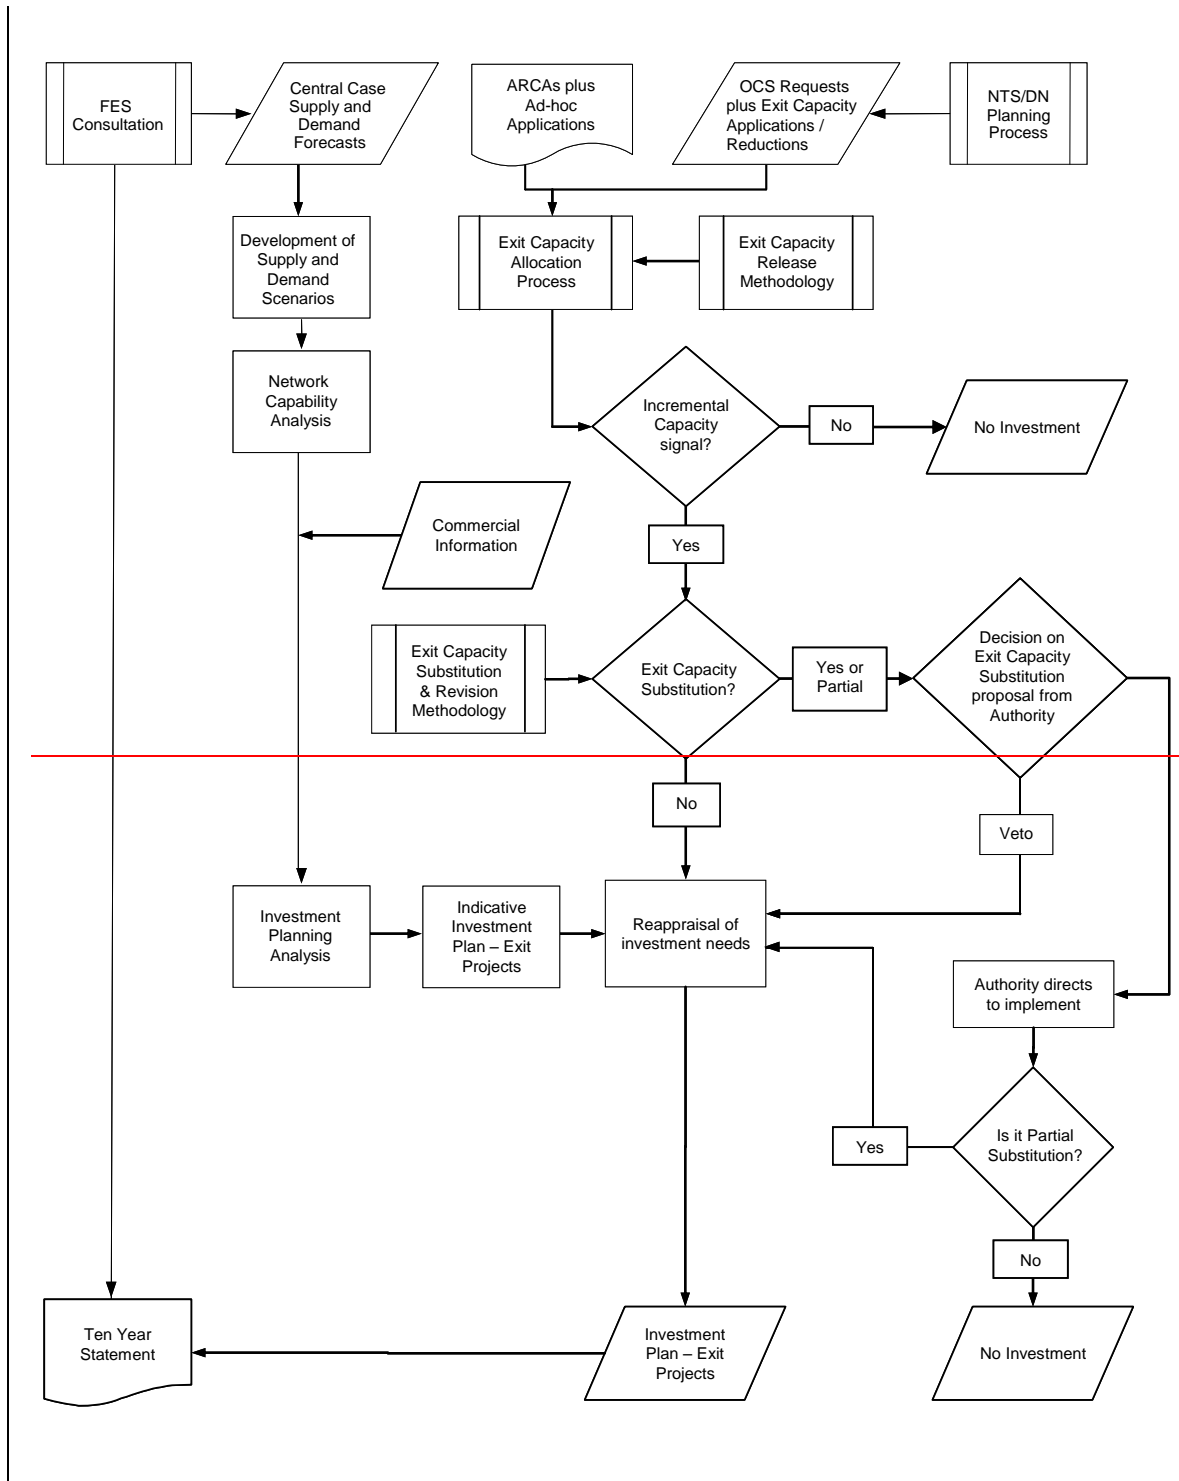 FES
Consultation
Central Case
Supply and
Demand
Forecasts
ARCAs plus
Ad-hoc
Applications
OCS Requests
plus Exit Capacity
Applications /
Reductions
NTS/DN
Planning
Process
Development of
Supply and
Demand
Scenarios
Exit Capacity
Allocation
Process
Exit Capacity
Release
Methodology
Network
Capability
Analysis
Incremental
Capacity
signal?
No
No Investment
Commercial
Information
Yes
Exit Capacity
Substitution
& Revision
Methodology
Exit Capacity
Substitution?
Yes or
Partial
Decision on
Exit Capacity
Substitution
proposal from
Authority
No
Veto
Investment
Planning
Analysis
Indicative
Investment
Plan – Exit
Projects
Reappraisal of
investment needs
Authority directs
to implement
Yes
Is it Partial
Substitution?
No
Ten Year
Statement
Investment
Plan – Exit
Projects
No Investment